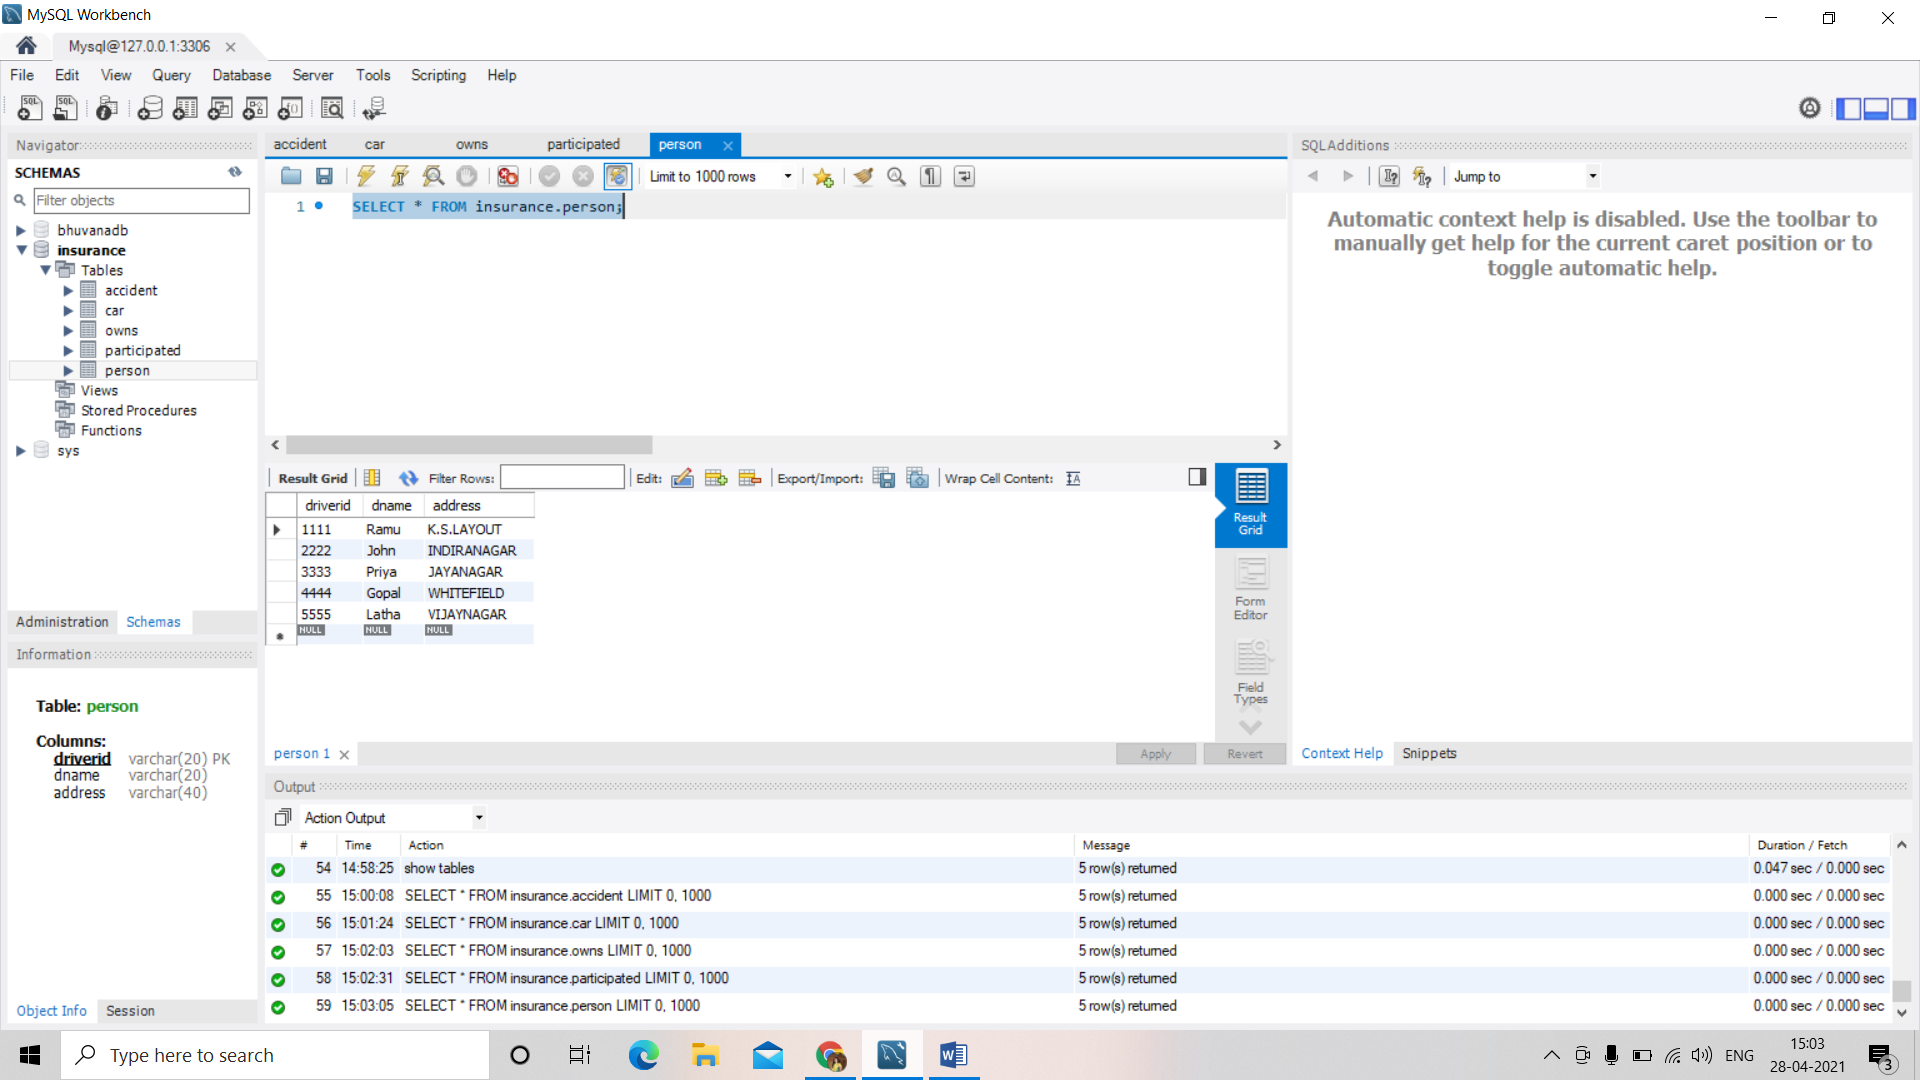 MySQL Workbench
Mysql@127.0.0.1:3306
File Edit View Query Database Server Tools Scripting Help
Navigator
SCHEMAS
Filter objects
bhuvanadb
insurance
Tables
accident
car
owns
participated
person
Views
Stored Procedures
Functions
sys
Administration Schemas
Information
Table: person
Columns:
driverid varchar(20) PK
dname varchar(20)
address varchar(40)
Object Info Session
accident car owns participated person
Limit to 1000 rows
1 SELECT * FROM insurance.person;
Result Grid Filter Rows: Edit: Export/Import: Wrap Cell Content:
driverid dname address
1111 Ramu K.S.LAYOUT
2222 John INDIRANAGAR
3333 Priya JAYANAGAR
4444 Gopal WHITEFIELD
5555 Latha VIJAYNAGAR
NULL NULL NULL
Result
Grid
Form
Editor
Field
Types
person 1 Apply Revert
SQLAdditions
Jump to
Automatic context help is disabled. Use the toolbar to
manually get help for the current caret position or to
toggle automatic help.
Context Help Snippets
Output
Action Output
# Time Action Message Duration / Fetch
54 14:58:25 show tables 5 row(s) returned 0.047 sec / 0.000 sec
55 15:00:08 SELECT * FROM insurance.accident LIMIT 0, 1000 5 row(s) returned 0.000 sec / 0.000 sec
56 15:01:24 SELECT * FROM insurance.car LIMIT 0, 1000 5 row(s) returned 0.000 sec / 0.000 sec
57 15:02:03 SELECT * FROM insurance.owns LIMIT 0, 1000 5 row(s) returned 0.000 sec / 0.000 sec
58 15:02:31 SELECT * FROM insurance.participated LIMIT 0, 1000 5 row(s) returned 0.000 sec / 0.000 sec
59 15:03:05 SELECT * FROM insurance.person LIMIT 0, 1000 5 row(s) returned 0.000 sec / 0.000 sec
Type here to search
ENG
15:03
28-04-2021
3